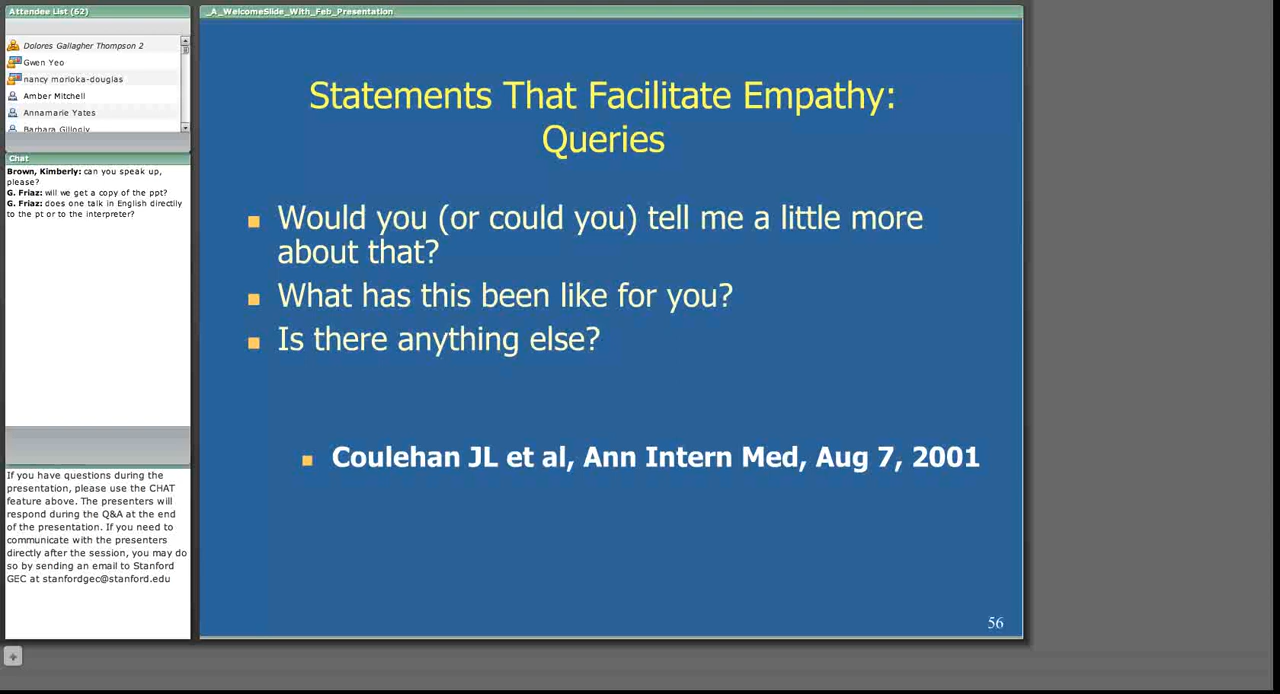 Attendee List (62)
Dolores Gallagher Thompson 2
Gwen Yeo
nancy morioka-douglas
Amber Mitchell
Annamarie Yates
Barbara Gillogly
Chat
Brown, Kimberly: can you speak up,
please?
G. Friaz: will we get a copy of the ppt?
G. Friaz: does one talk in English directlly
to the pt or to the interpreter?
If you have questions during the
presentation, please use the CHAT
feature above. The presenters will
respond during the Q&A at the end
of the presentation. If you need to
communicate with the presenters
directly after the session, you may do
so by sending an email to Stanford
GEC at stanfordgec@stanford.edu
_A_WelcomeSlide_With_Feb_Presentation
Statements That Facilitate Empathy:
Queries
Would you (or could you) tell me a little more
about that?
What has this been like for you?
Is there anything else?
Coulehan JL et al, Ann Intern Med, Aug 7, 2001
56